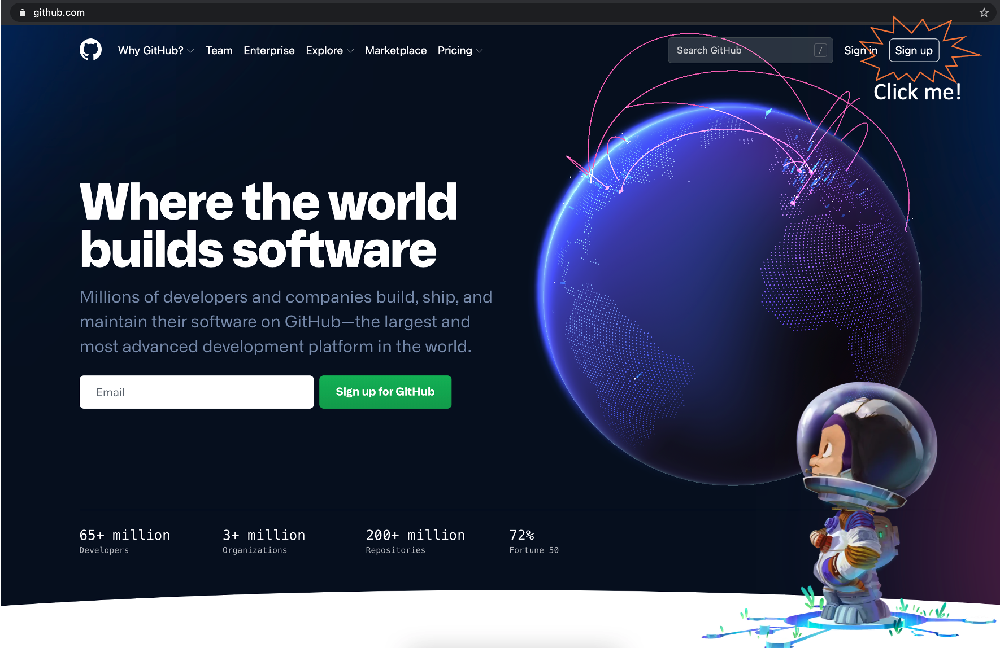 github.com
Why GitHub? Team Enterprise Explore Marketplace Pricing Search GitHub / Sign in Sign up
Click me!
Where the world
builds software
Millions of developers and companies build, ship, and
maintain their software on GitHub—the largest and
most advanced development platform in the world.
Email Sign up for GitHub
65+ million 3+ million 200+ million 72%
Developers Organizations Repositories Fortune 50